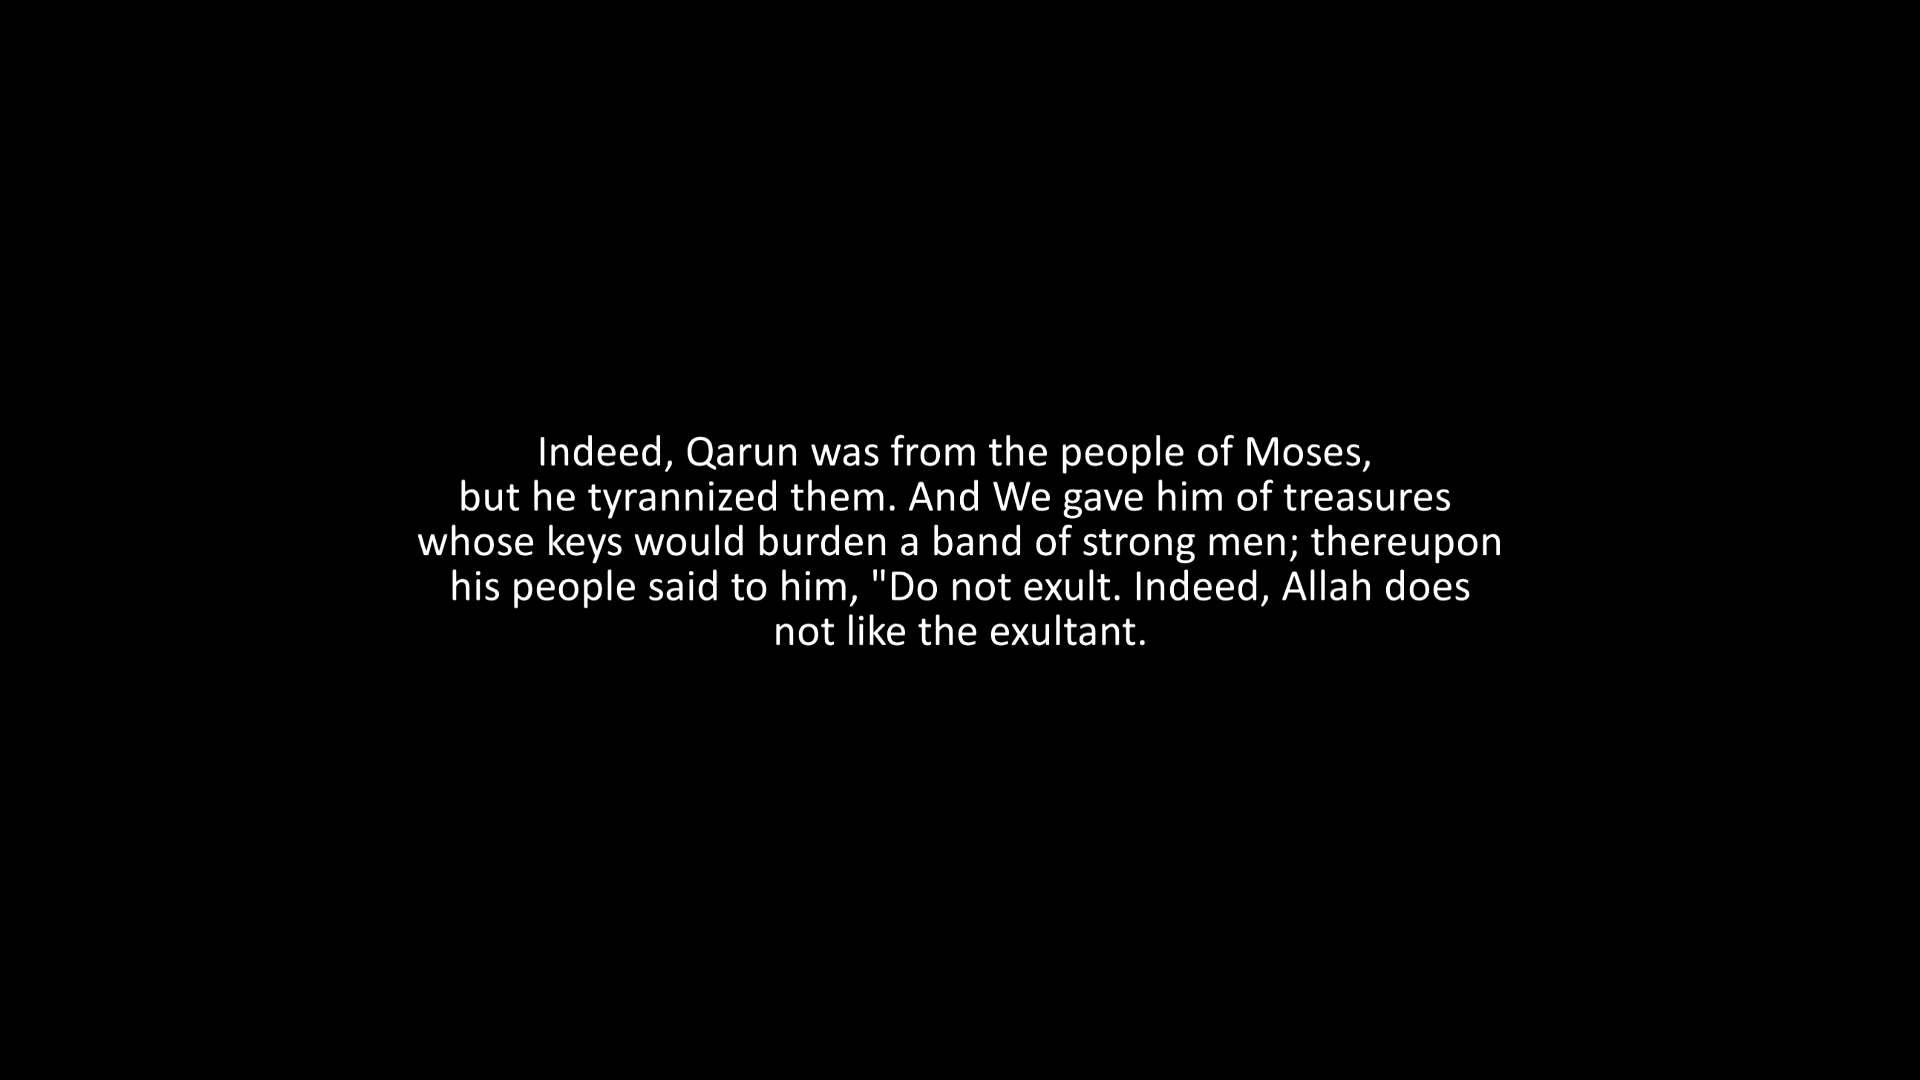 Indeed, Qarun was from the people of Moses,
but he tyrannized them. And We gave him of treasures
whose keys would burden a band of strong men; thereupon
his people said to him, "Do not exult. Indeed, Allah does
not like the exultant.